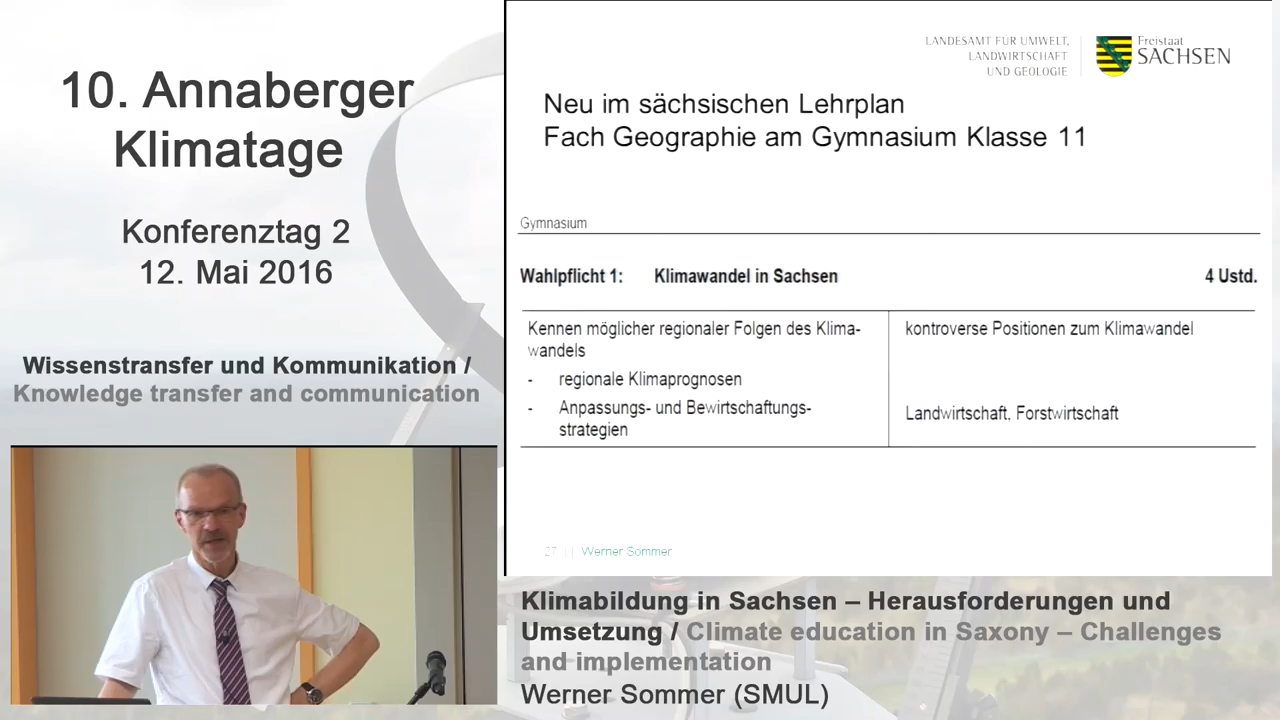 10. Annaberger
Klimatage
Konferenztag 2
12. Mai 2016
Wissenstransfer und Kommunikation /
Knowledge transfer and communication
LANDESAMT FÜR UMWELT,
LANDWIRTSCHAFT
UND GEOLOGIE
Freistaat
SACHSEN
Neu im sächsischen Lehrplan
Fach Geographie am Gymnasium Klasse 11
Gymnasium
Wahlpflicht 1: Klimawandel in Sachsen 4 Ustd.
Kennen möglicher regionaler Folgen des Klima-
wandels
- regionale Klimaprognosen
- Anpassungs- und Bewirtschaftungs-
strategien
kontroverse Positionen zum Klimawandel
Landwirtschaft, Forstwirtschaft
27 || Werner Sommer
Klimabildung in Sachsen – Herausforderungen und
Umsetzung / Climate education in Saxony – Challenges
and implementation
Werner Sommer (SMUL)